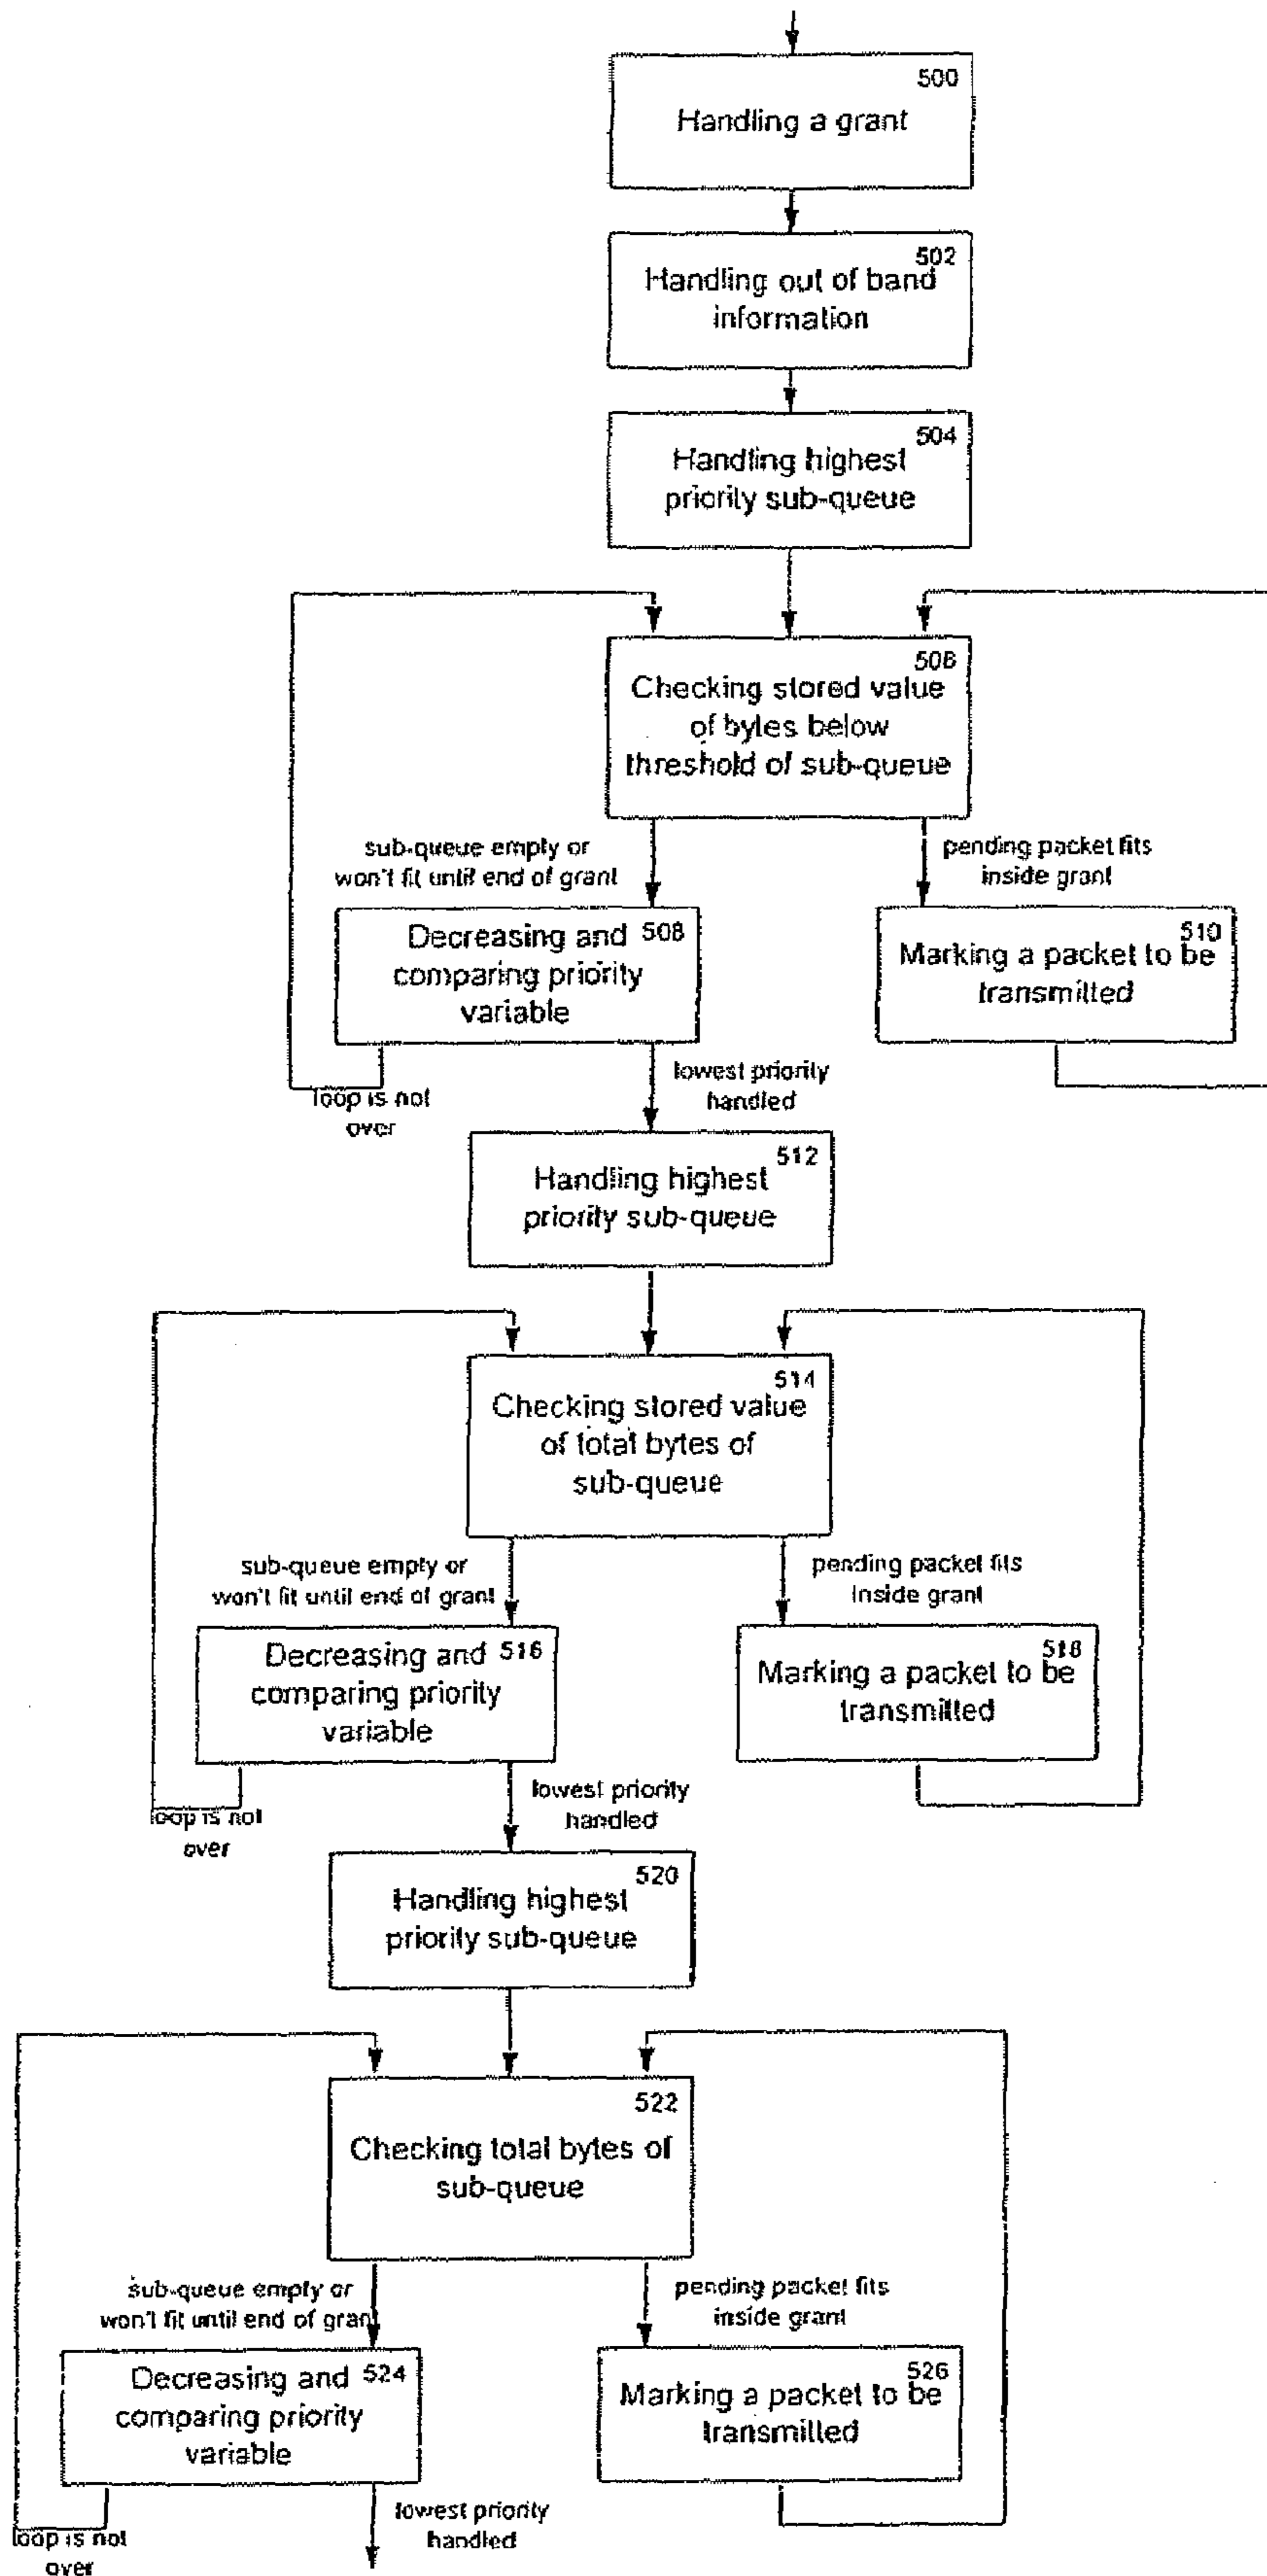 500
Handling a grant
502
Handling out of band
information
504
Handling highest
priority sub-queue
506
Checking stored value
of bytes below
threshold of sub-queue
sub-queue empty or
won't fit until end of grant
pending packet fits
inside grant
Decreasing and 508
comparing priority
variable
510
Marking a packet to be
transmitted
loop is not
over
lowest priority
handled
512
Handling highest
priority sub-queue
514
Checking stored value
of total bytes of
sub-queue
sub-queue empty or
won't fit until end of grant
pending packet fits
inside grant
Decreasing and 516
comparing priority
variable
518
Marking a packet to be
transmitted
loop is not
over
lowest priority
handled
520
Handling highest
priority sub-queue
522
Checking total bytes of
sub-queue
sub-queue empty or
won't fit until end of grant
pending packet fits
inside grant
Decreasing and 524
comparing priority
variable
526
Marking a packet to be
transmitted
loop is not
over
lowest priority
handled